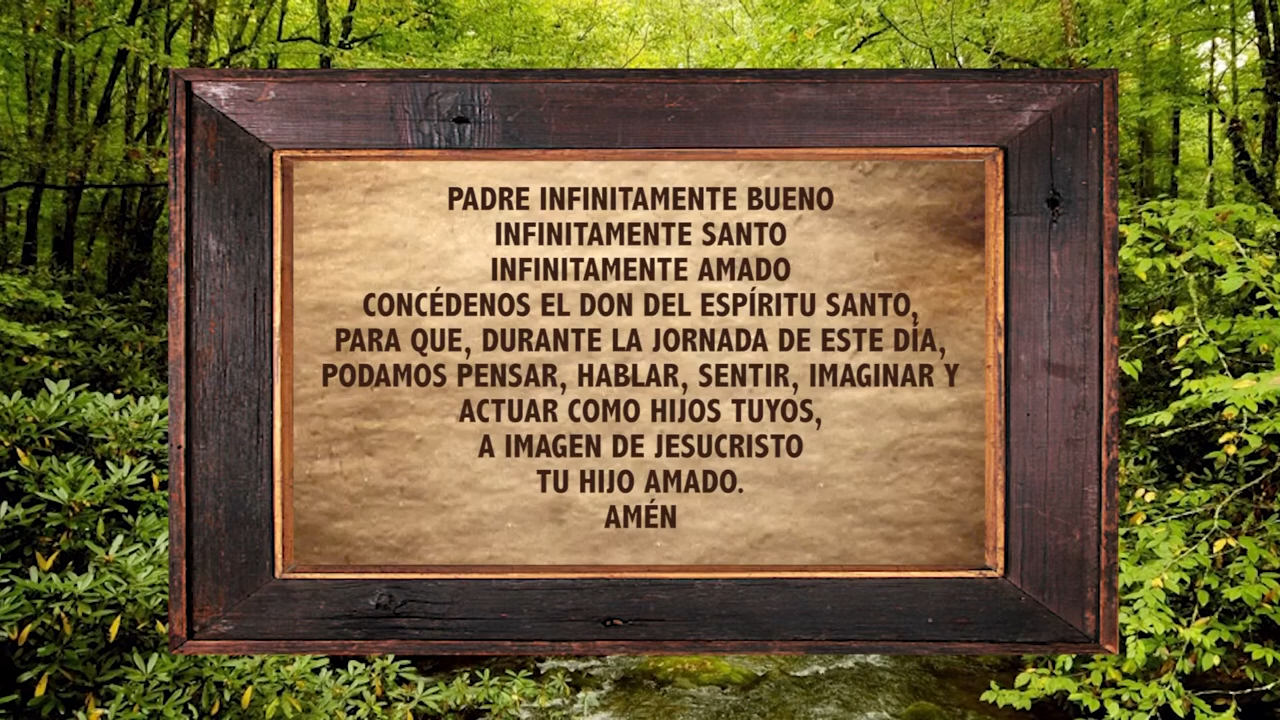 PADRE INFINITAMENTE BUENO
INFINITAMENTE SANTO
INFINITAMENTE AMADO
CONCÉDENOS EL DON DEL ESPÍRITU SANTO,
PARA QUE, DURANTE LA JORNADA DE ESTE DÍA,
PODAMOS PENSAR, HABLAR, SENTIR, IMAGINAR Y
ACTUAR COMO HIJOS TUYOS,
A IMAGEN DE JESUCRISTO
TU HIJO AMADO.
AMÉN